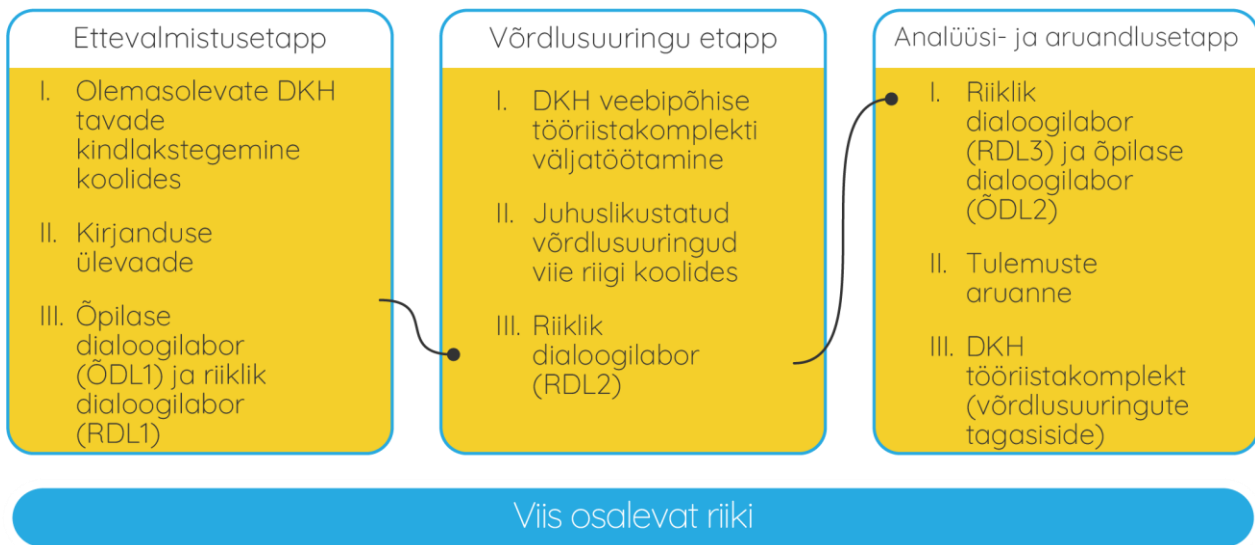 Ettevalmistusetapp
I. Olemasolevate DKH
tavade
kindlakstegemine
koolides
II. Kirjanduse
ülevaade
III. Õpilase
dialoogilabor
(ÕDL1) ja riiklik
dialoogilabor
(RDL1)
Võrdlusuuringu etapp
I. DKH veebipõhise
tööriistakomplekti
väljatöötamine
II. Juhuslikustatud
võrdlusuuringud
viie riigi koolides
III. Riiklik
dialoogilabor
(RDL2)
Analüüsi- ja aruandlusetapp
I. Riiklik
dialoogilabor
(RDL3) ja õpilase
dialoogilabor
(ÕDL2)
II. Tulemuste
aruanne
III. DKH
tööriistakomplekt
(võrdlusuuringute
tagasiside)
Viis osalevat riiki